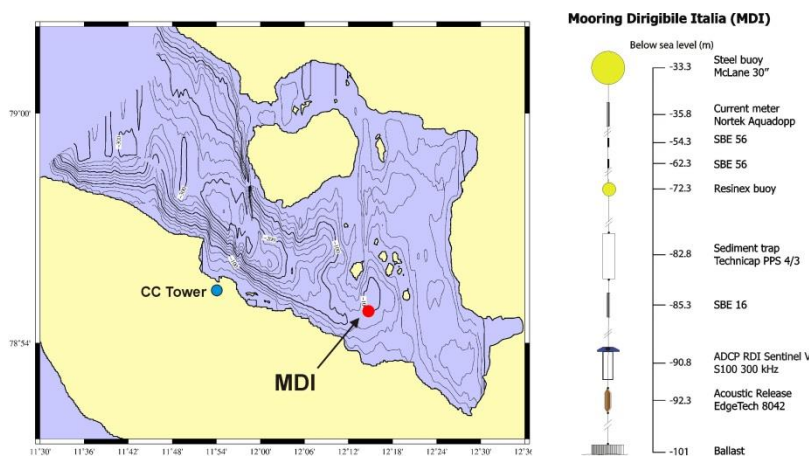 Mooring Dirigibile Italia (MDI)
Below sea level (m)
-33.3 Steel buoy
McLane 30"
-35.8 Current meter
Nortek Aquadopp
-54.3 SBE 56
-62.3 SBE 56
-72.3 Resinex buoy
-82.8 Sediment trap
Technicap PPS 4/3
-85.3 SBE 16
-90.8 ADCP RDI Sentinel V
S100 300 kHz
-92.3 Acoustic Release
EdgeTech 8042
-101 Ballast
79°00'
78°54'
CC Tower
MDI
11°30' 11°36' 11°42' 11°48' 11°54' 12°00' 12°06' 12°12' 12°18' 12°24' 12°30' 12°36'